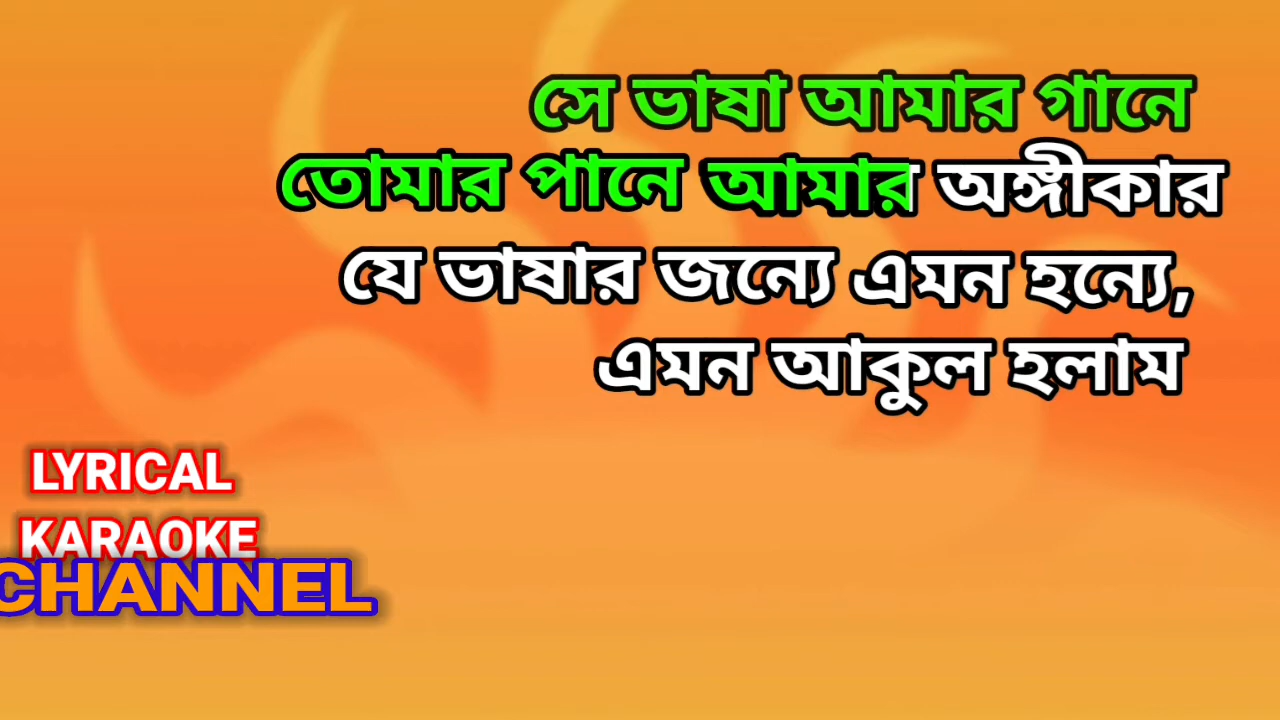 সে ভাষা আমার গানে
তোমার পানে আমার অঙ্গীকার
যে ভাষার জন্যে এমন হন্যে,
এমন আকুল হলাম
LYRICAL
KARAOKE
CHANNEL